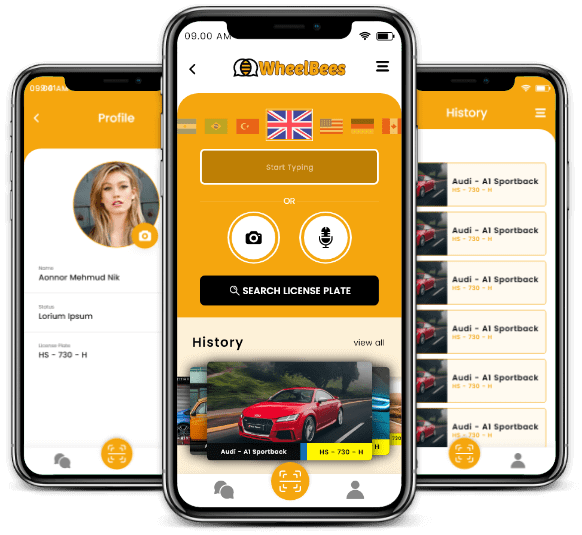 09:00 AM
Profile
Name
Aonnor Mehmud Nik
Status
Lorium Ipsum
License Plate
HS - 730 - H
09.00 AM
WheelBees
Start Typing
OR
SEARCH LICENSE PLATE
History
view all
Audi - A1 Sportback
HS - 730 - H
History
Audi - A1 Sportback
HS - 730 - H
Audi - A1 Sportback
HS - 730 - H
Audi - A1 Sportback
HS - 730 - H
Audi - A1 Sportback
HS - 730 - H
Audi - A1 Sportback
HS - 730 - H
Audi - A1 Sportback
HS - 730 - H